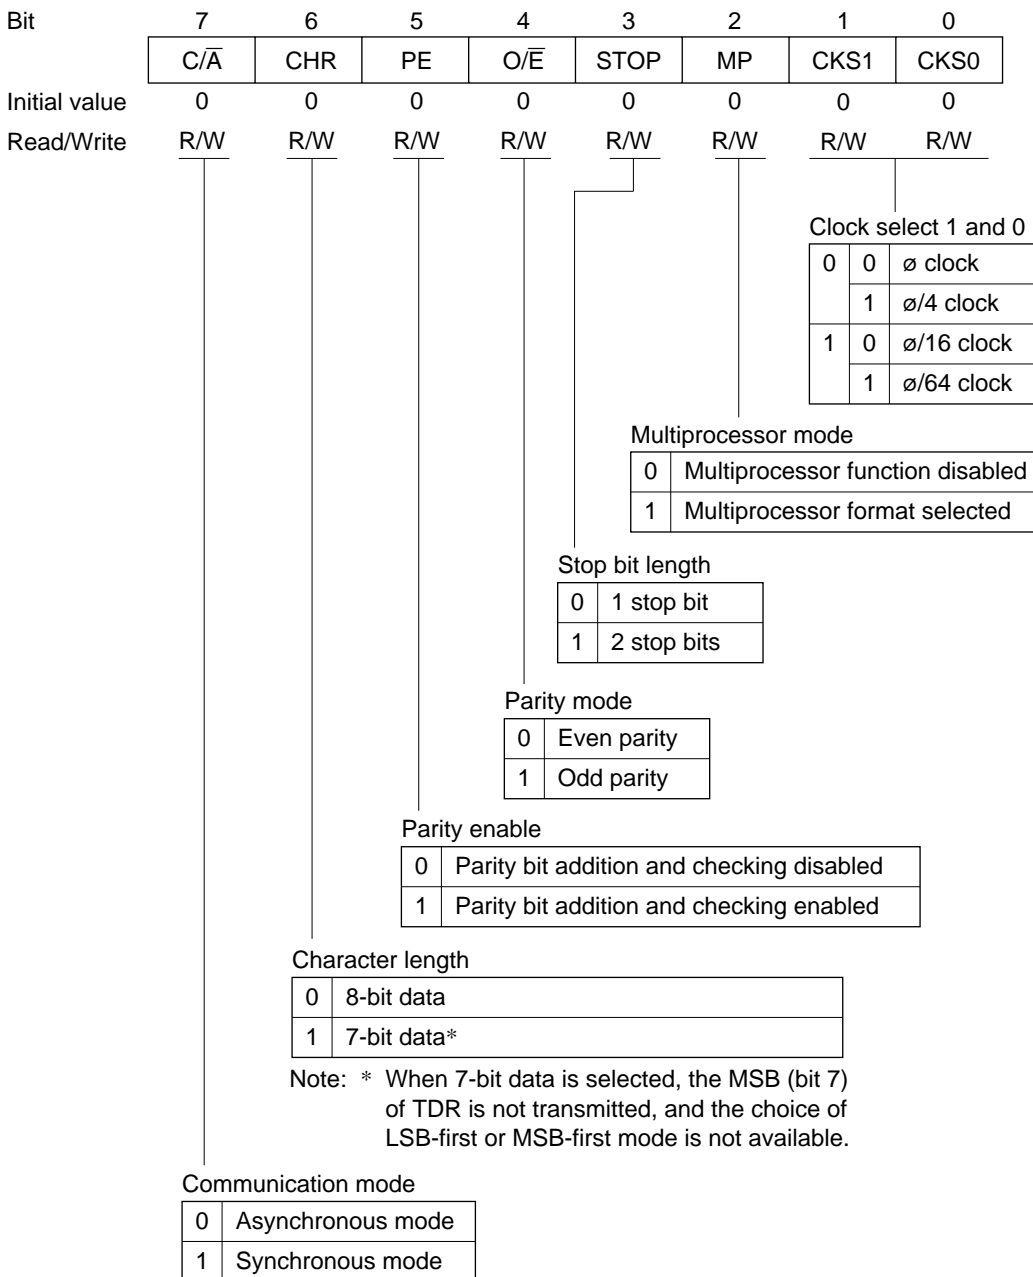 Bit 7 6 5 4 3 2 1 0
C/A̅ CHR PE O/E̅ STOP MP CKS1 CKS0
Initial value 0 0 0 0 0 0 0 0
Read/Write R/W R/W R/W R/W R/W R/W R/W R/W
Clock select 1 and 0
0 0 ø clock
1 ø/4 clock
1 0 ø/16 clock
1 ø/64 clock
Multiprocessor mode
0 Multiprocessor function disabled
1 Multiprocessor format selected
Stop bit length
0 1 stop bit
1 2 stop bits
Parity mode
0 Even parity
1 Odd parity
Parity enable
0 Parity bit addition and checking disabled
1 Parity bit addition and checking enabled
Character length
0 8-bit data
1 7-bit data*
Note: * When 7-bit data is selected, the MSB (bit 7)
of TDR is not transmitted, and the choice of
LSB-first or MSB-first mode is not available.
Communication mode
0 Asynchronous mode
1 Synchronous mode